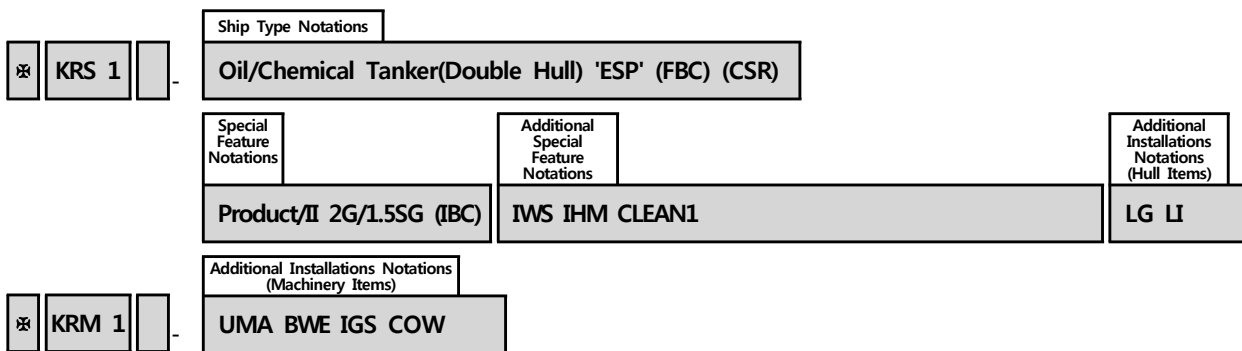 Ship Type Notations
✠ KRS 1 - Oil/Chemical Tanker(Double Hull) 'ESP' (FBC) (CSR)
Special
Feature
Notations
Additional
Special
Feature
Notations
Additional
Installations
Notations
(Hull Items)
Product/Ⅱ 2G/1.5SG (IBC) IWS IHM CLEAN1 LG LI
Additional Installations Notations
(Machinery Items)
✠ KRM 1 - UMA BWE IGS COW